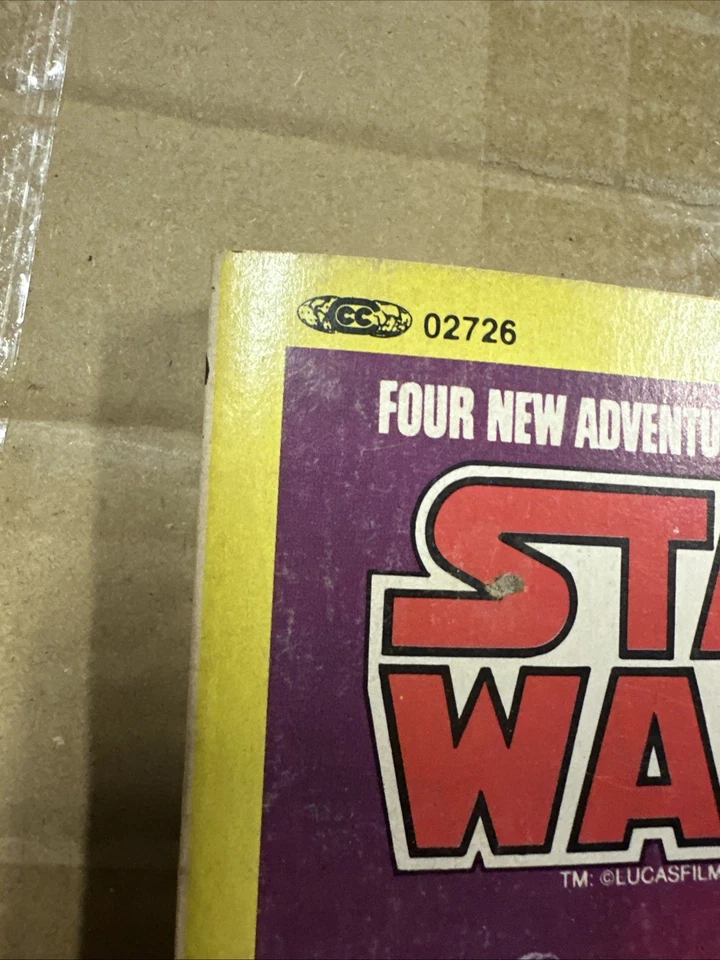 CC 02726
FOUR NEW ADVENTU
STA
WA
TM: ©LUCASFILM